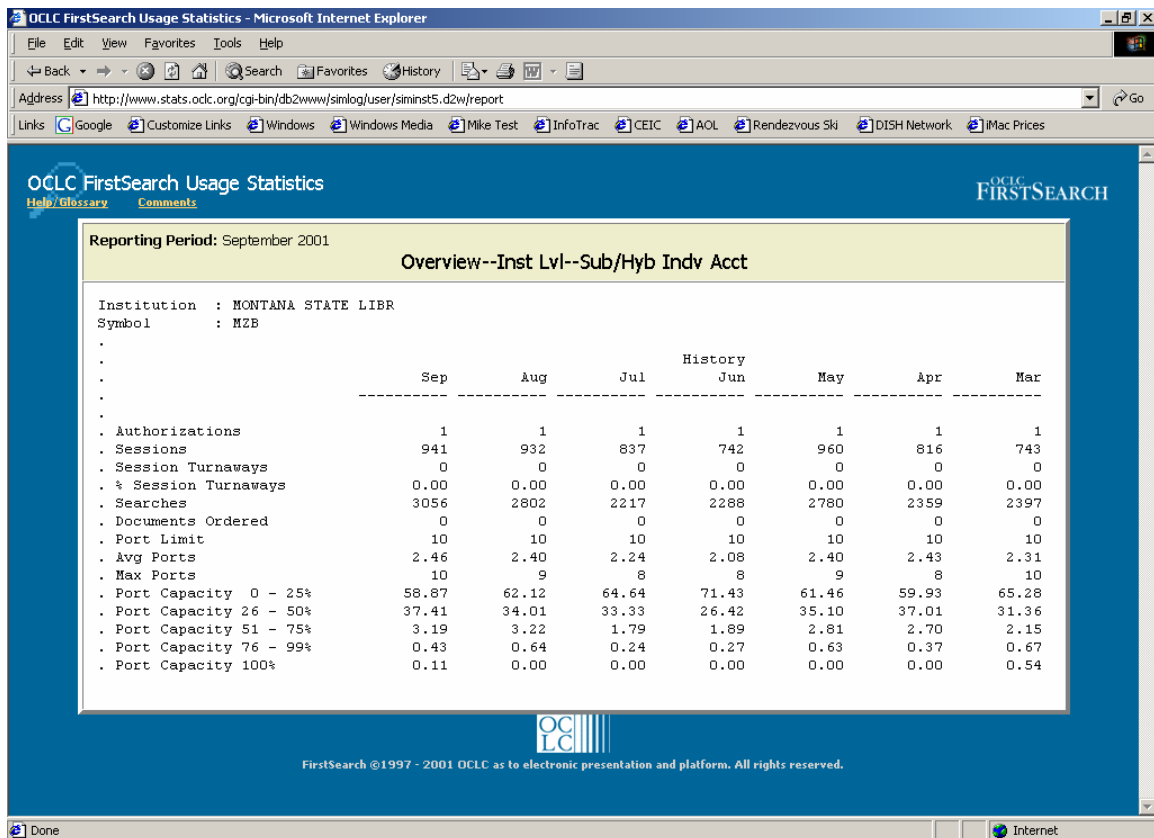 OCLC FirstSearch Usage Statistics - Microsoft Internet Explorer
File Edit View Favorites Tools Help
Back Search Favorites History
Address http://www.stats.oclc.org/cgi-bin/db2www/simlog/user/siminst5.d2w/report Go
Links Google Customize Links Windows Windows Media Mike Test InfoTrac CEIC AOL Rendezvous Ski DISH Network iMac Prices
OCLC FirstSearch Usage Statistics
Help/Glossary Comments
OCLC FIRSTSEARCH
Reporting Period: September 2001
Overview--Inst Lvl--Sub/Hyb Indv Acct
Institution : MONTANA STATE LIBR
Symbol : MZB
.
. History
. Sep Aug Jul Jun May Apr Mar
. ---------- ---------- ---------- ---------- ---------- ---------- ----------
.
. Authorizations 1 1 1 1 1 1 1
. Sessions 941 932 837 742 960 816 743
. Session Turnaways 0 0 0 0 0 0 0
. % Session Turnaways 0.00 0.00 0.00 0.00 0.00 0.00 0.00
. Searches 3056 2802 2217 2288 2780 2359 2397
. Documents Ordered 0 0 0 0 0 0 0
. Port Limit 10 10 10 10 10 10 10
. Avg Ports 2.46 2.40 2.24 2.08 2.40 2.43 2.31
. Max Ports 10 9 8 8 9 8 10
. Port Capacity 0 - 25% 58.87 62.12 64.64 71.43 61.46 59.93 65.28
. Port Capacity 26 - 50% 37.41 34.01 33.33 26.42 35.10 37.01 31.36
. Port Capacity 51 - 75% 3.19 3.22 1.79 1.89 2.81 2.70 2.15
. Port Capacity 76 - 99% 0.43 0.64 0.24 0.27 0.63 0.37 0.67
. Port Capacity 100% 0.11 0.00 0.00 0.00 0.00 0.00 0.54
OC
LC
FirstSearch ©1997 - 2001 OCLC as to electronic presentation and platform. All rights reserved.
Done Internet